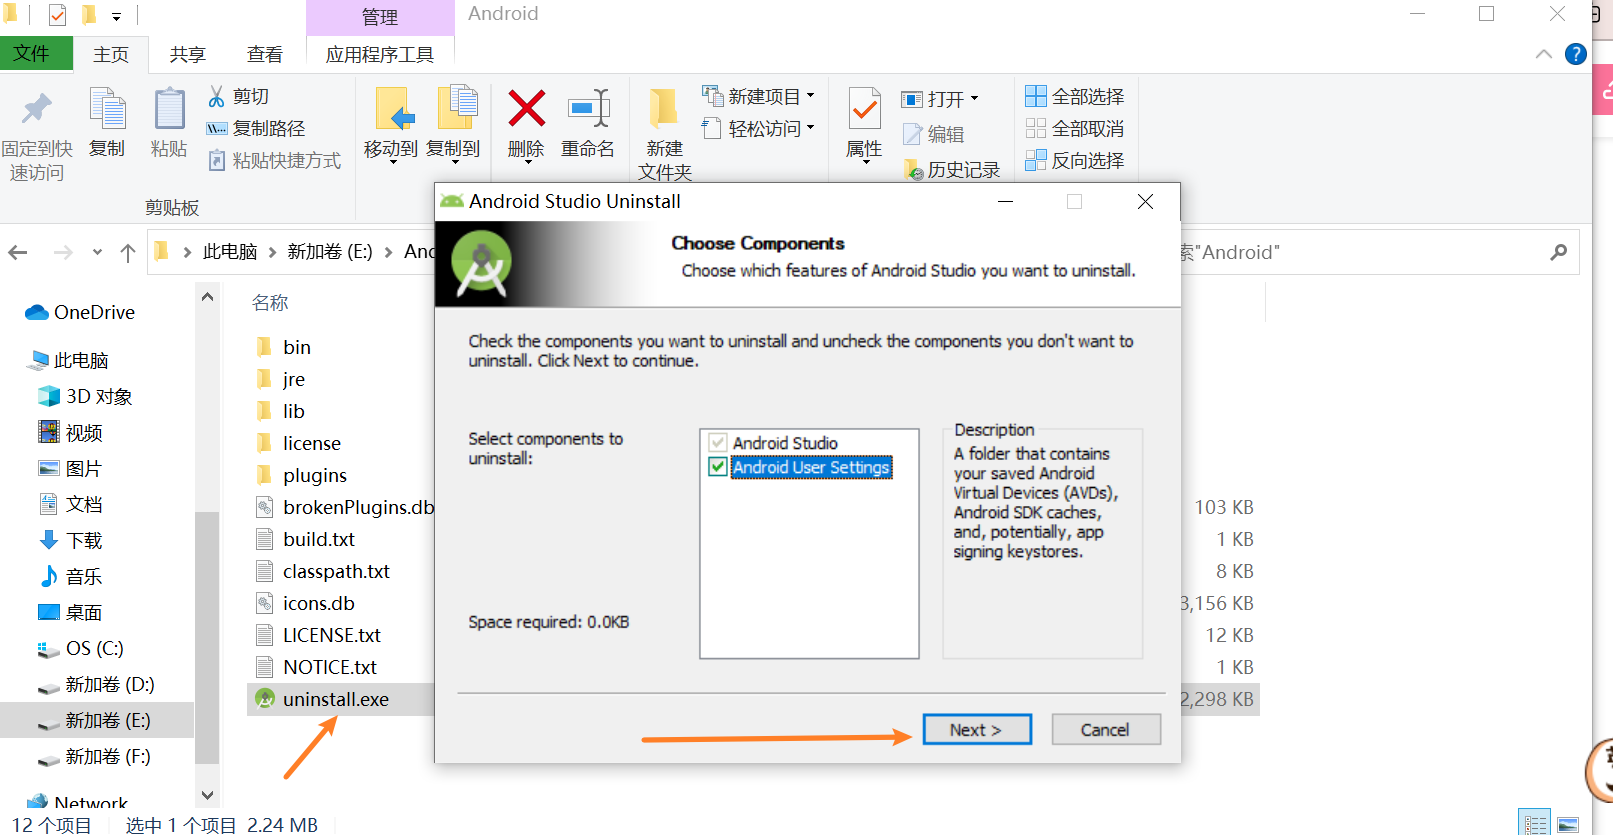 管理
Android
文件
主页
共享
查看
应用程序工具
固定到快
速访问
复制
粘贴
剪切
复制路径
粘贴快捷方式
剪贴板
移动到
复制到
删除
重命名
新建
文件夹
新建项目
轻松访问
属性
打开
编辑
历史记录
全部选择
全部取消
反向选择
此电脑
新加卷 (E:)
"Android"
OneDrive
此电脑
3D 对象
视频
图片
文档
下载
音乐
桌面
OS (C:)
新加卷 (D:)
新加卷 (E:)
新加卷 (F:)
Network
名称
bin
jre
lib
license
plugins
brokenPlugins.db
103 KB
build.txt
1 KB
classpath.txt
8 KB
icons.db
3,156 KB
LICENSE.txt
12 KB
NOTICE.txt
1 KB
uninstall.exe
2,298 KB
Android Studio Uninstall
Choose Components
Choose which features of Android Studio you want to uninstall.
Check the components you want to uninstall and uncheck the components you don't want to
uninstall. Click Next to continue.
Select components to
uninstall:
Android Studio
Android User Settings
Description
A folder that contains
your saved Android
Virtual Devices (AVDs),
Android SDK caches,
and, potentially, app
signing keystores.
Space required: 0.0KB
Next >
Cancel
12 个项目
选中 1 个项目 2.24 MB